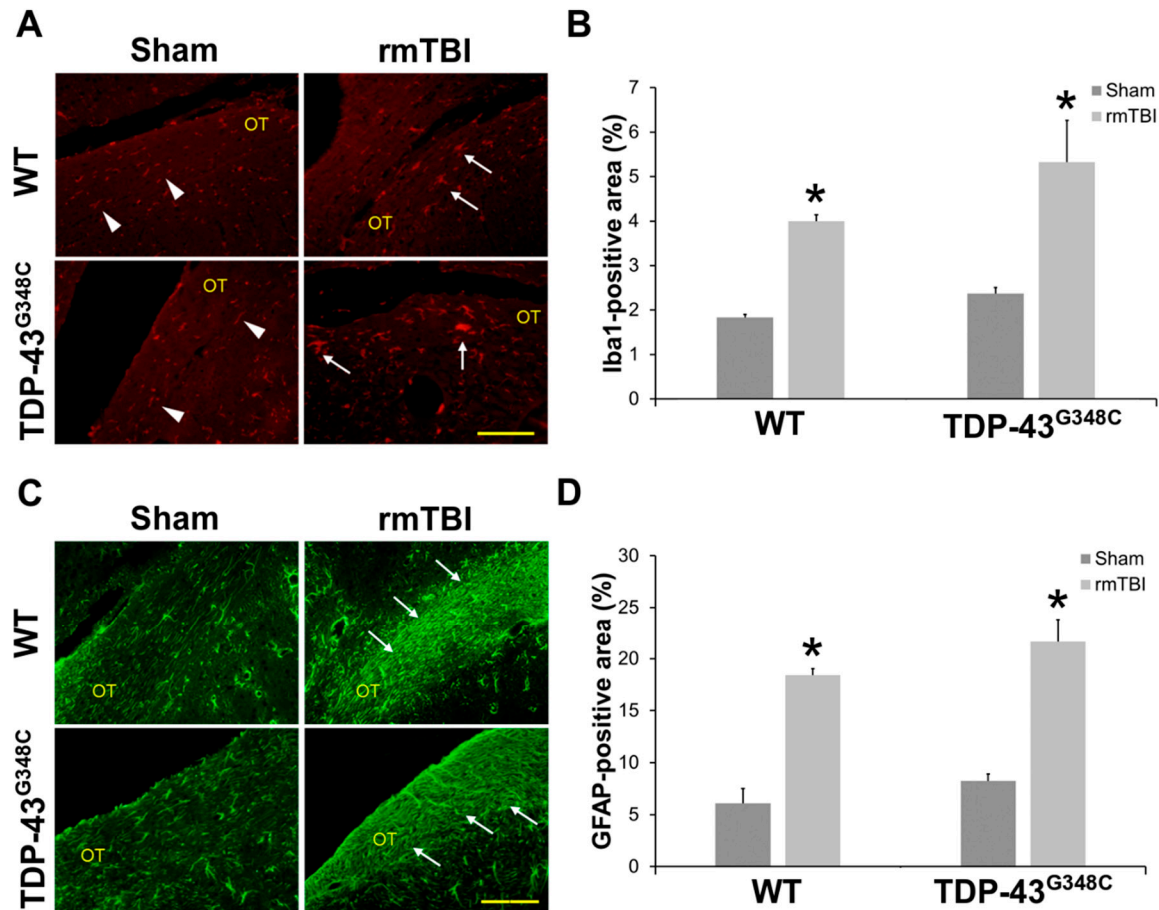 A
Sham
rmTBI
WT
OT
OT
TDP-43G348C
OT
OT
B
Iba1-positive area (%)
7
6
5
4
3
2
1
0
Sham
rmTBI
*
*
WT
TDP-43G348C
C
Sham
rmTBI
WT
OT
OT
TDP-43G348C
OT
OT
D
GFAP-positive area (%)
30
25
20
15
10
5
0
Sham
rmTBI
*
*
WT
TDP-43G348C